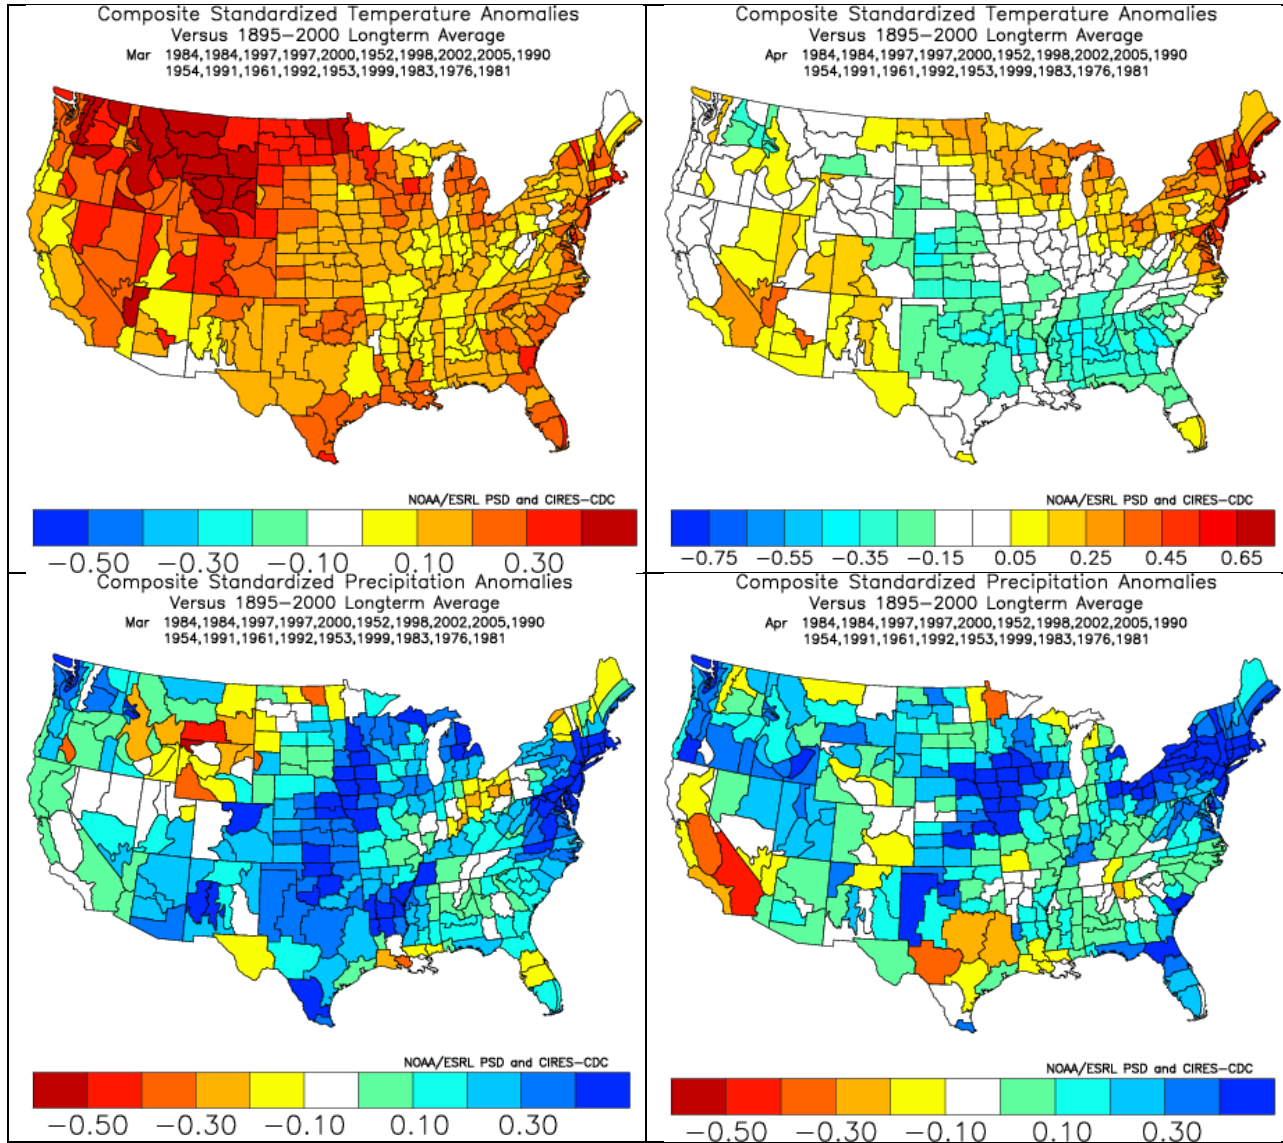 Composite Standardized Temperature Anomalies
Versus 1895-2000 Longterm Average
Mar 1984,1984,1997,1997,2000,1952,1998,2002,2005,1990
1954,1991,1961,1992,1953,1999,1983,1976,1981
NOAA/ESRL PSD and CIRES-CDC
-0.50 -0.30 -0.10 0.10 0.30
Composite Standardized Temperature Anomalies
Versus 1895-2000 Longterm Average
Apr 1984,1984,1997,1997,2000,1952,1998,2002,2005,1990
1954,1991,1961,1992,1953,1999,1983,1976,1981
NOAA/ESRL PSD and CIRES-CDC
-0.75 -0.55 -0.35 -0.15 0.05 0.25 0.45 0.65
Composite Standardized Precipitation Anomalies
Versus 1895-2000 Longterm Average
Mar 1984,1984,1997,1997,2000,1952,1998,2002,2005,1990
1954,1991,1961,1992,1953,1999,1983,1976,1981
NOAA/ESRL PSD and CIRES-CDC
-0.50 -0.30 -0.10 0.10 0.30
Composite Standardized Precipitation Anomalies
Versus 1895-2000 Longterm Average
Apr 1984,1984,1997,1997,2000,1952,1998,2002,2005,1990
1954,1991,1961,1992,1953,1999,1983,1976,1981
NOAA/ESRL PSD and CIRES-CDC
-0.50 -0.30 -0.10 0.10 0.30